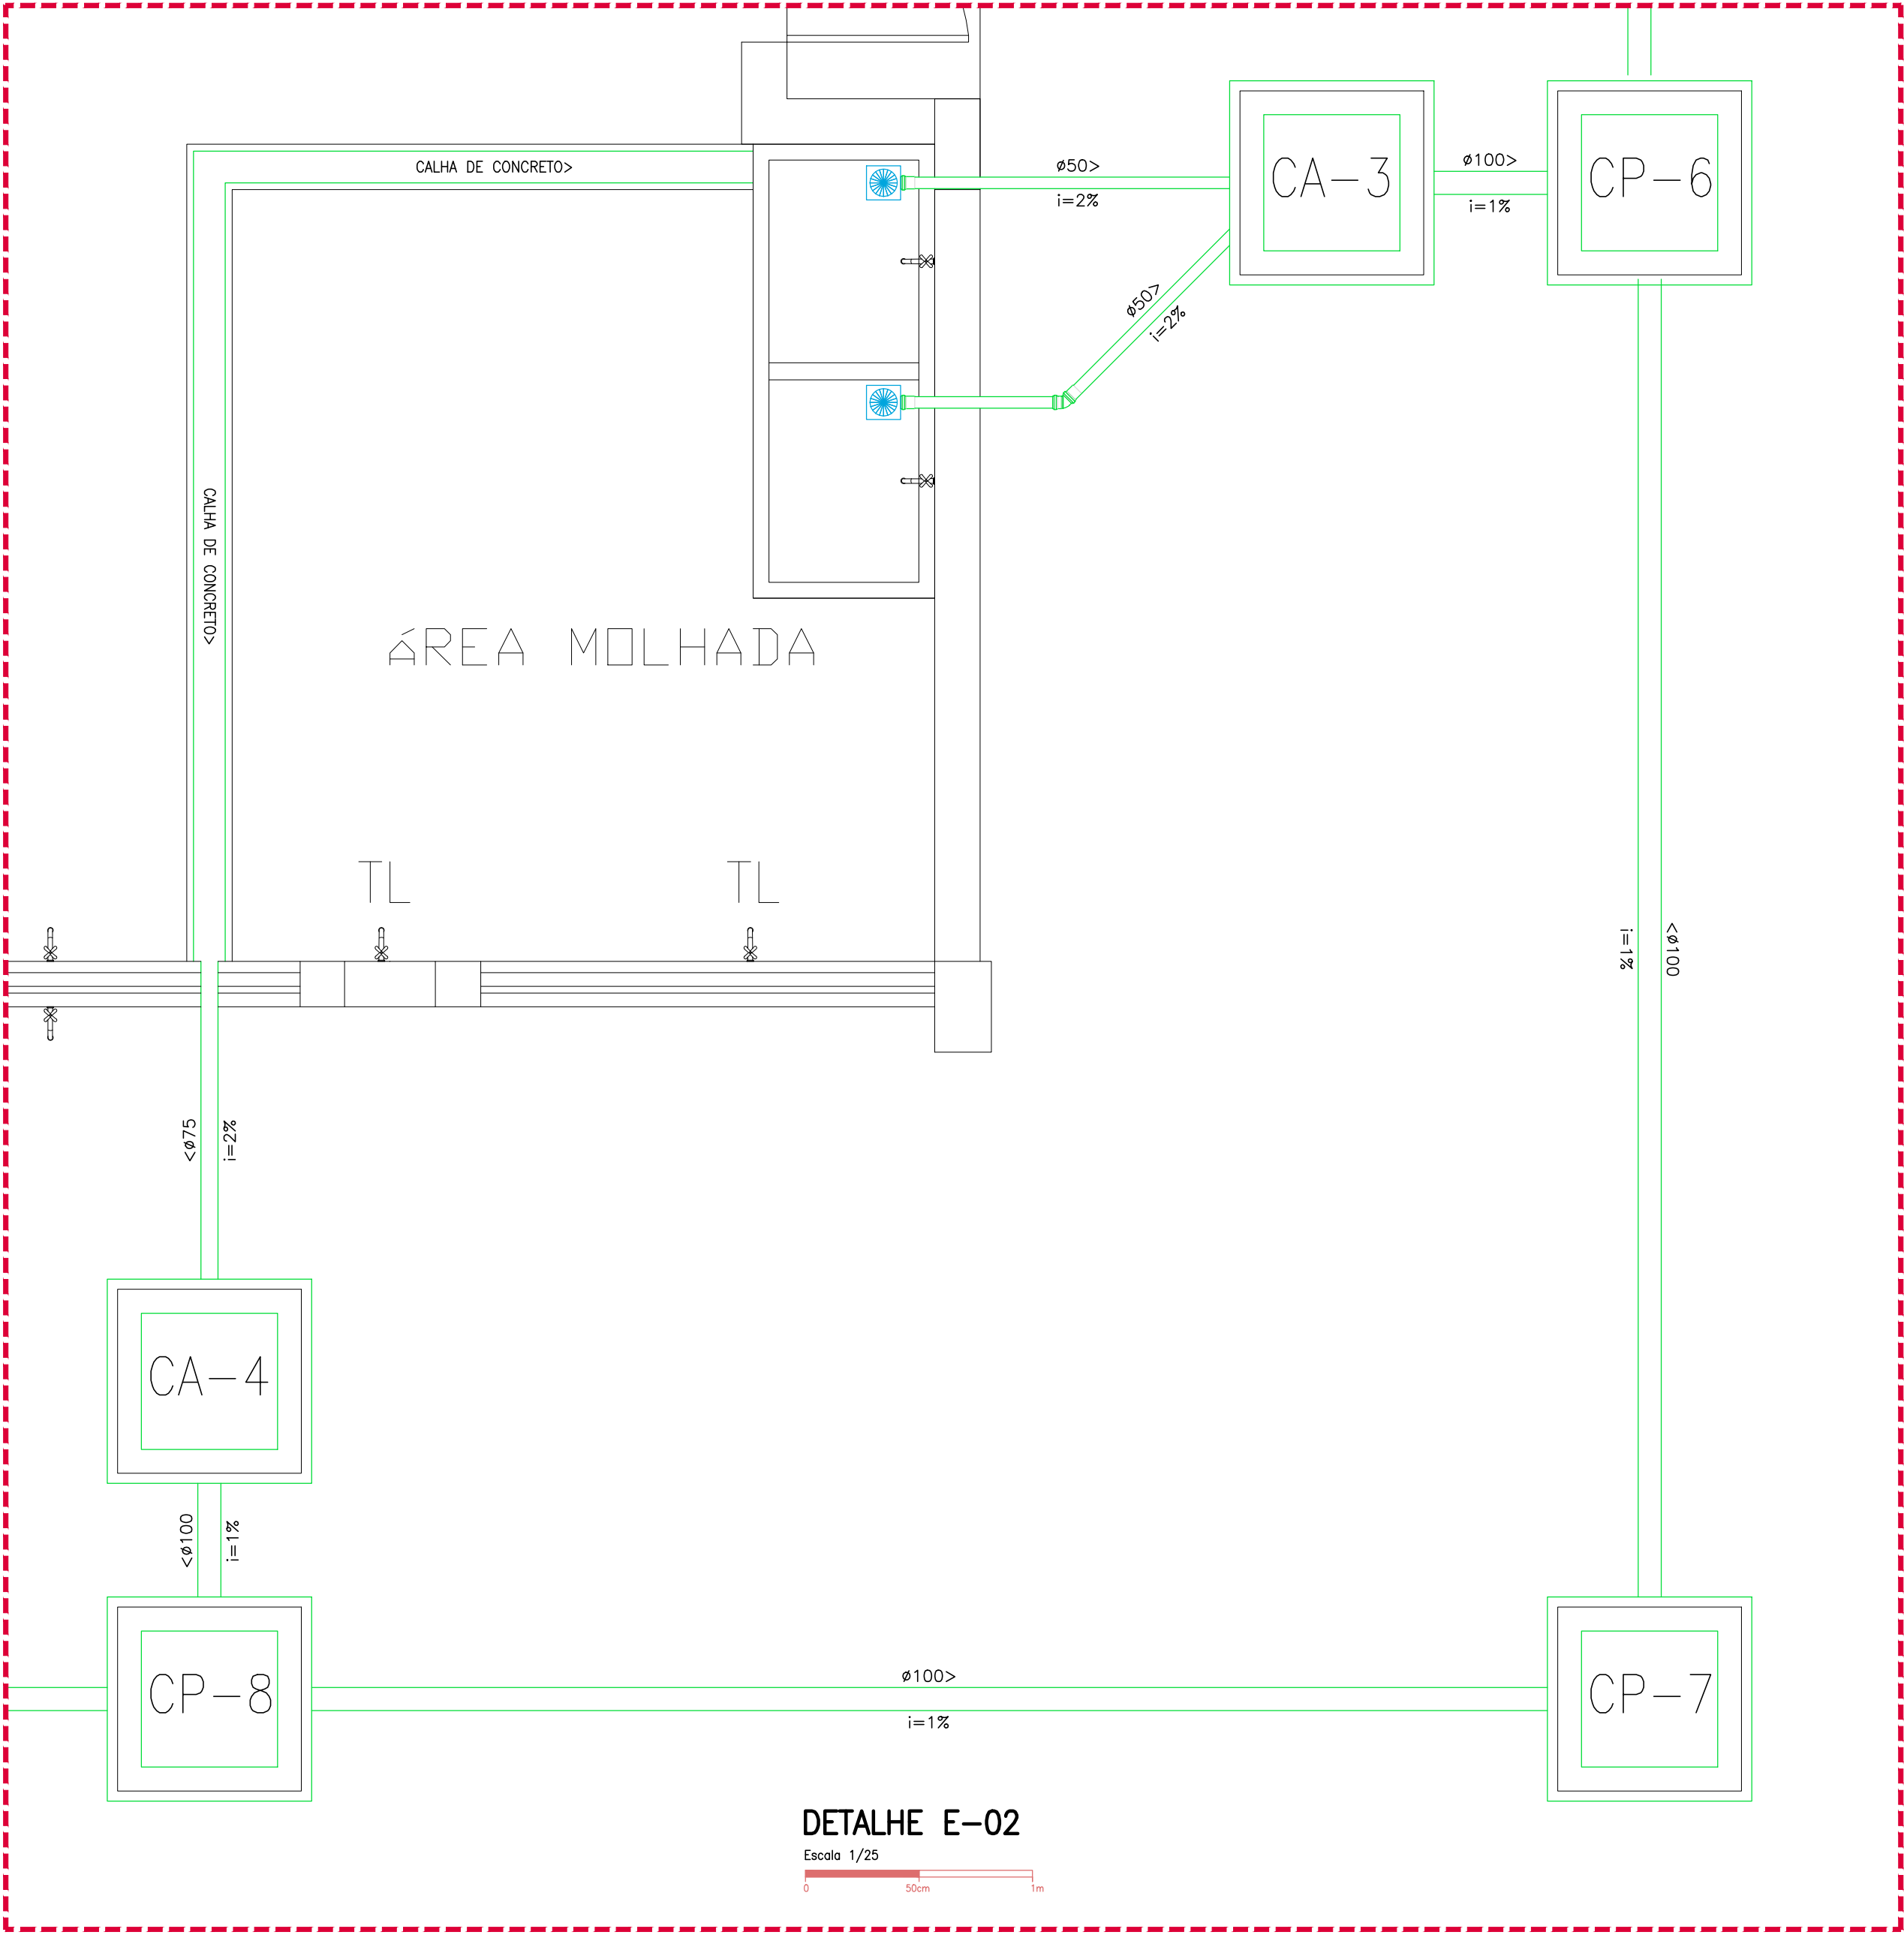 CALHA DE CONCRETO>
ø50>
i=2%
CA-3
ø100>
i=1%
CP-6
ø50>
i=2%
CALHA DE CONCRETO>
ÁREA MOLHADA
TL
TL
i=1%
<ø100
<ø75
i=2%
CA-4
<ø100
i=1%
CP-8
ø100>
i=1%
CP-7
DETALHE E-02
Escala 1/25
0 50cm 1m